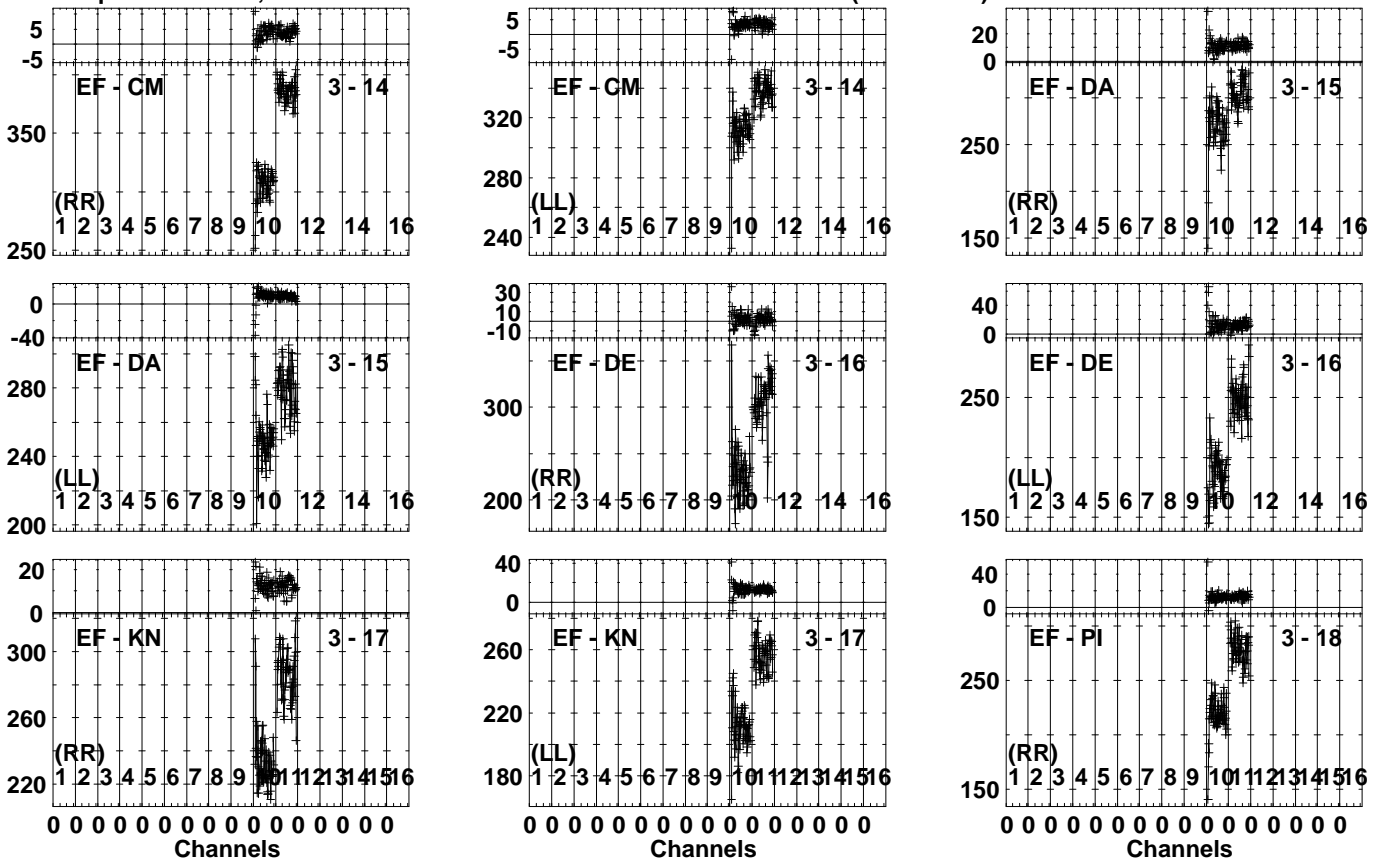 5
-5
EF - CM 3 - 14
350
(RR)
1 2 3 4 5 6 7 8 9 10 12 14 16
250
5
-5
EF - CM 3 - 14
320
280
(LL)
1 2 3 4 5 6 7 8 9 10 12 14 16
240
20
0
EF - DA 3 - 15
250
(RR)
1 2 3 4 5 6 7 8 9 10 12 14 16
150
0
-40
EF - DA 3 - 15
280
240
(LL)
1 2 3 4 5 6 7 8 9 10 12 14 16
200
30
10
-10
EF - DE 3 - 16
300
(RR)
200
1 2 3 4 5 6 7 8 9 10 12 14 16
40
0
EF - DE 3 - 16
250
(LL)
1 2 3 4 5 6 7 8 9 10 12 14 16
150
20
0
EF - KN 3 - 17
300
260
(RR)
1 2 3 4 5 6 7 8 9 10 11 12 13 14 15 16
220
0 0 0 0 0 0 0 0 0 0 0 0 0 0 0 0
Channels
40
0
EF - KN 3 - 17
260
220
(LL)
1 2 3 4 5 6 7 8 9 10 11 12 13 14 15 16
180
0 0 0 0 0 0 0 0 0 0 0 0 0 0 0 0
Channels
40
0
EF - PI 3 - 18
250
(RR)
1 2 3 4 5 6 7 8 9 10 11 12 13 14 15 16
150
0 0 0 0 0 0 0 0 0 0 0 0 0 0 0 0
Channels